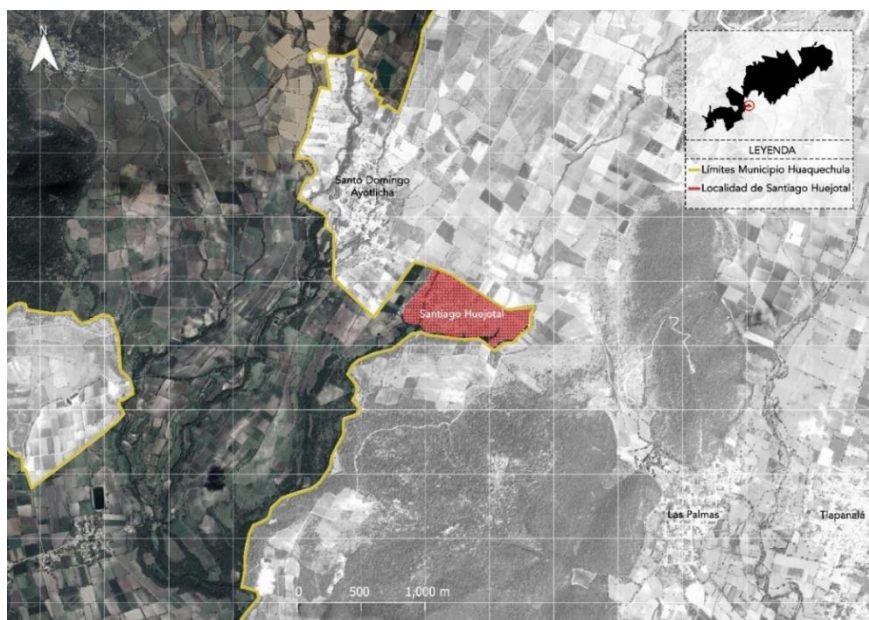 N
LEYENDA
Límites Municipio Huaquechula
Localidad de Santiago Huejotal
Santo Domingo
Ayotlicha
Santiago Huejotal
Las Palmas
Tlapanalá
0 500 1,000 m